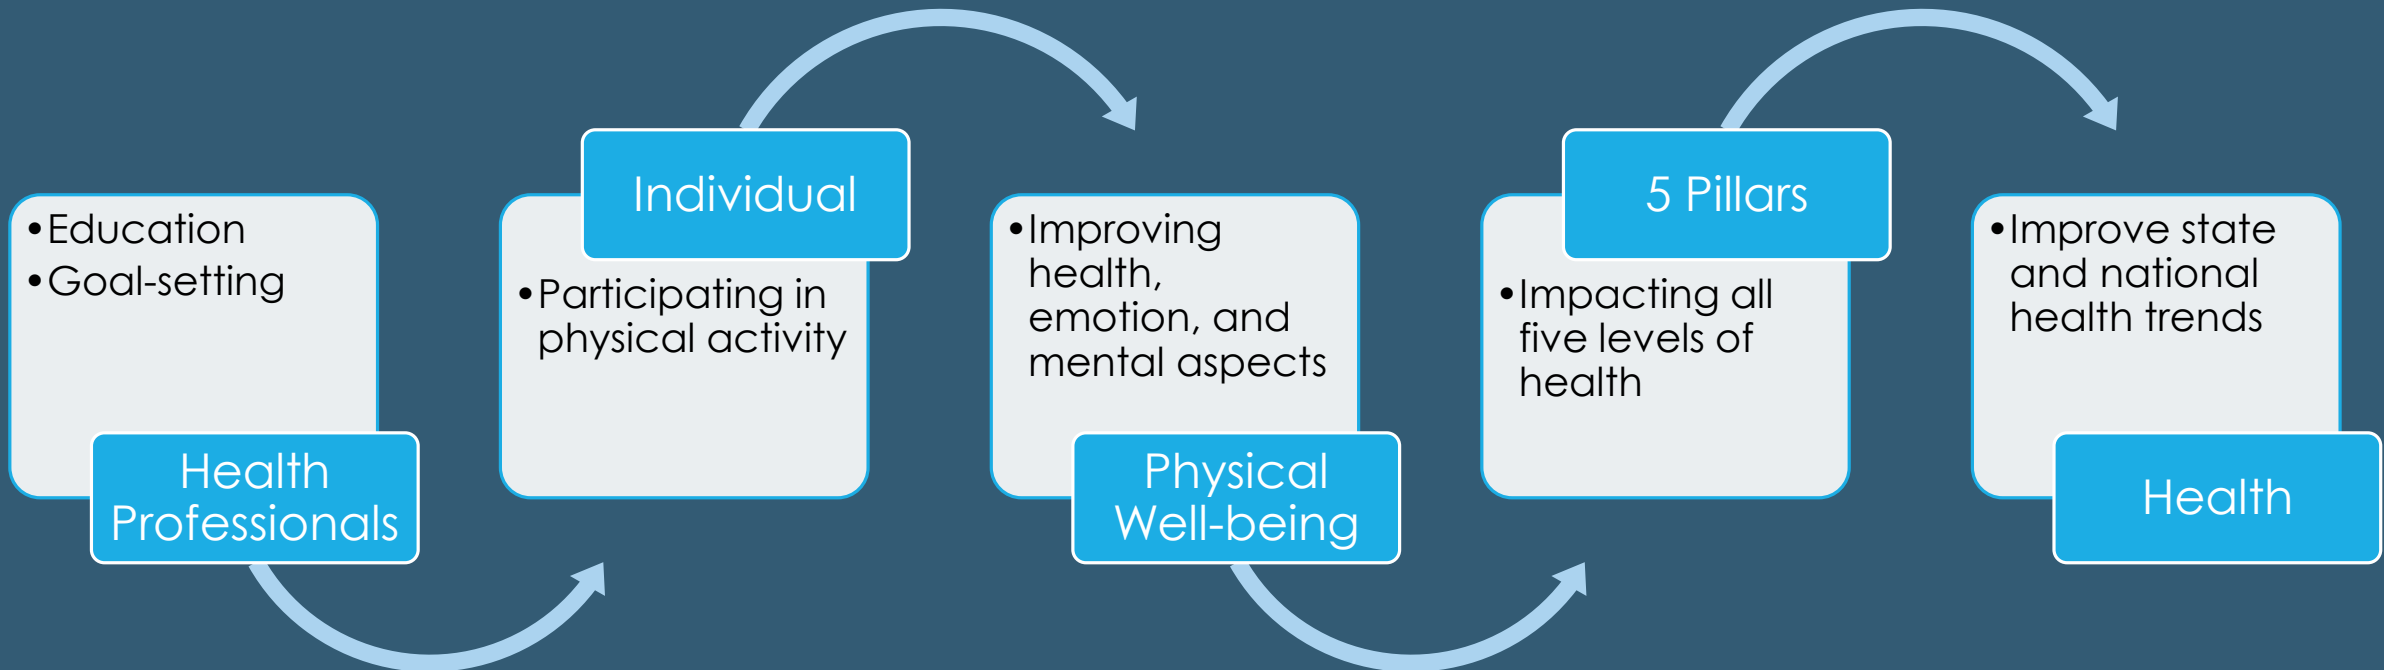 •Education
•Goal-setting
Health
Professionals
Individual
•Participating in
physical activity
•Improving
health,
emotion, and
mental aspects
Physical
Well-being
5 Pillars
•Impacting all
five levels of
health
•Improve state
and national
health trends
Health